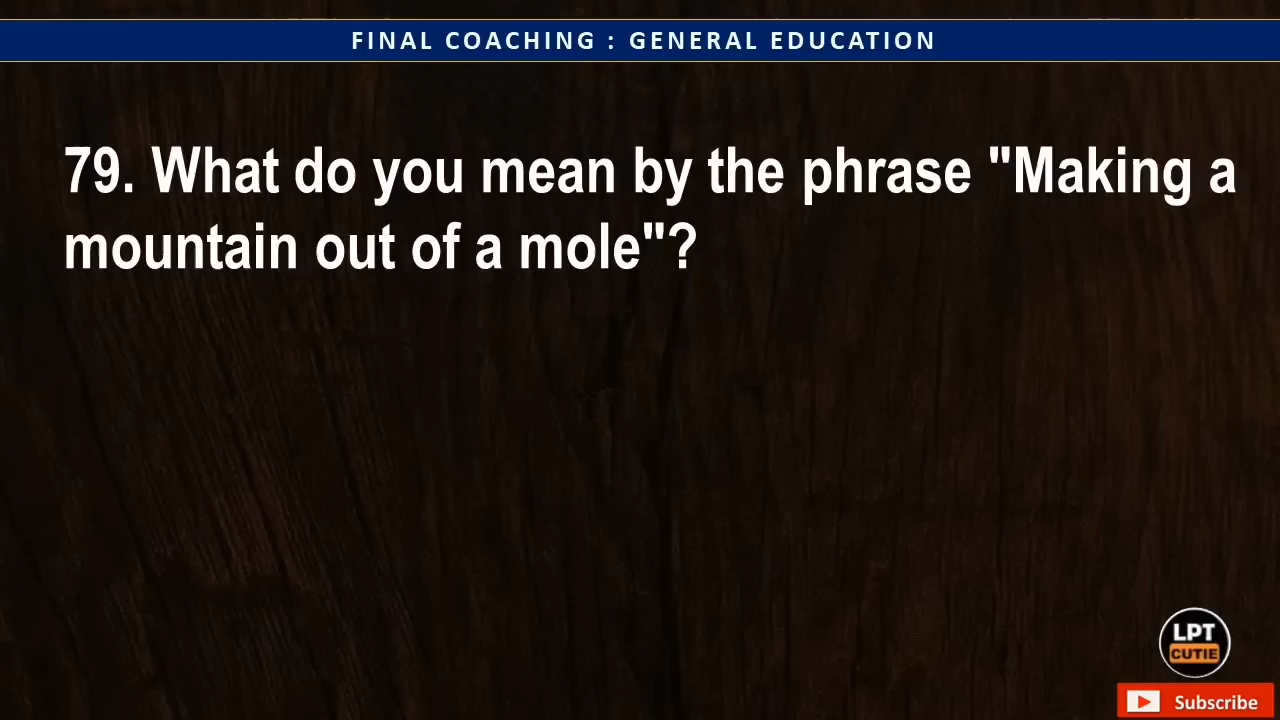 FINAL COACHING : GENERAL EDUCATION
79. What do you mean by the phrase "Making a
mountain out of a mole"?
LPT
CUTIE
Subscribe